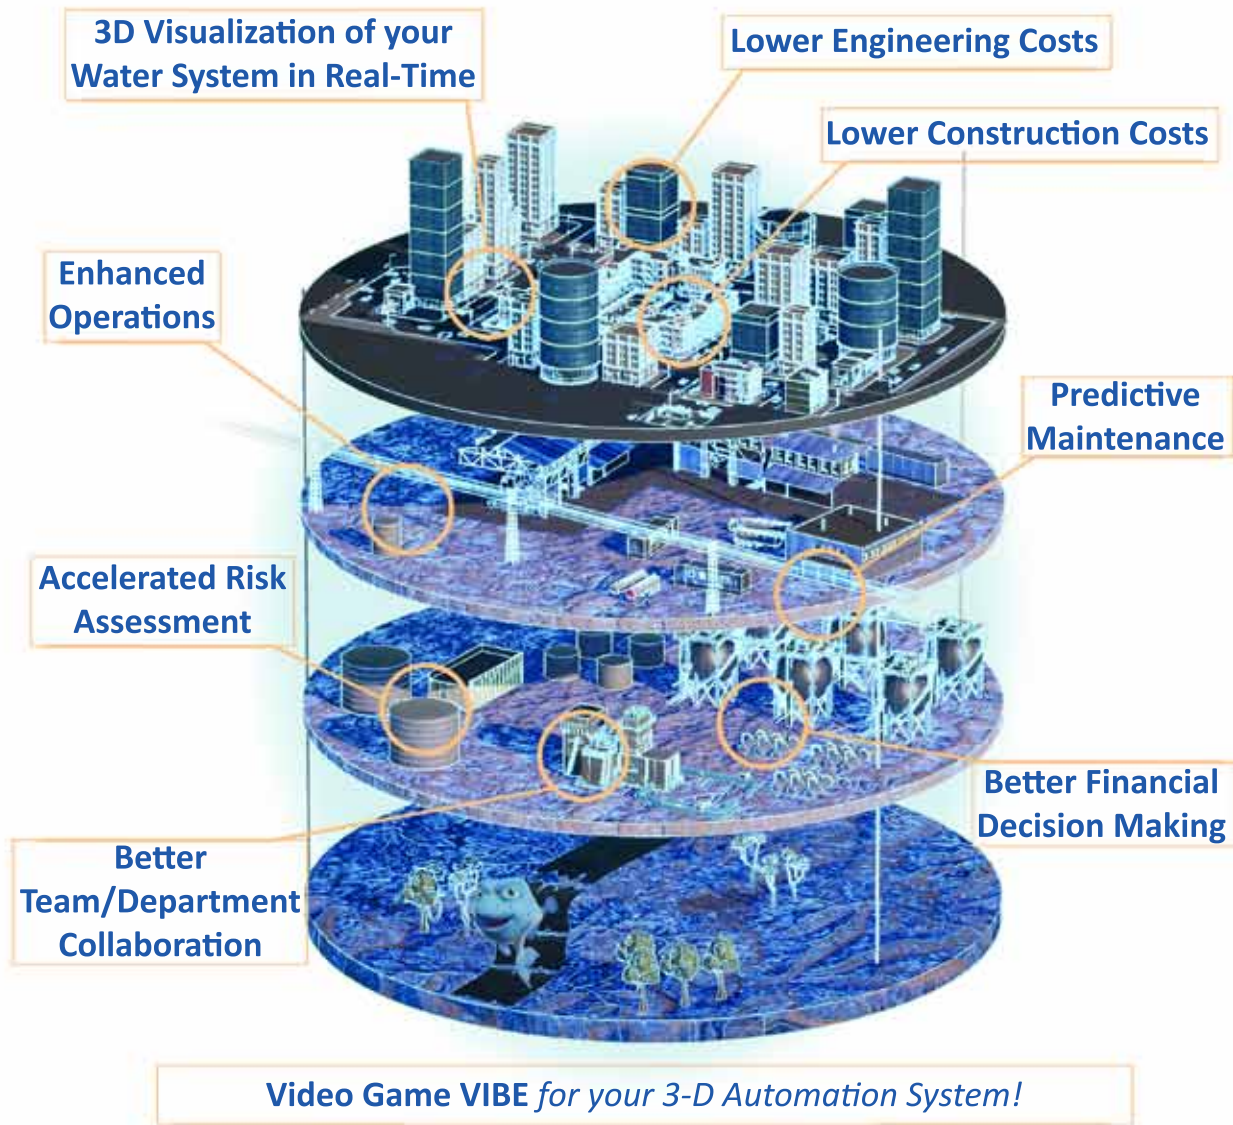 3D Visualization of your
Water System in Real-Time
Lower Engineering Costs
Lower Construction Costs
Enhanced
Operations
Predictive
Maintenance
Accelerated Risk
Assessment
Better Financial
Decision Making
Better
Team/Department
Collaboration
Video Game VIBE for your 3-D Automation System!